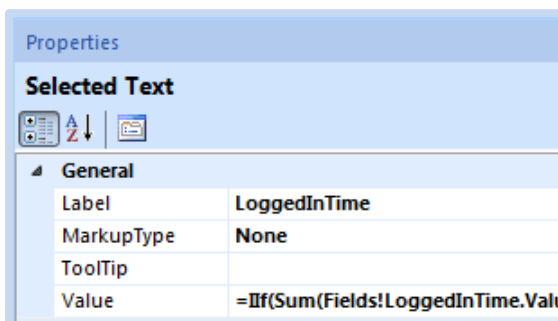 Properties
Selected Text
General
Label LoggedInTime
MarkupType None
ToolTip
Value =IIf(Sum(Fields!LoggedInTime.Valu